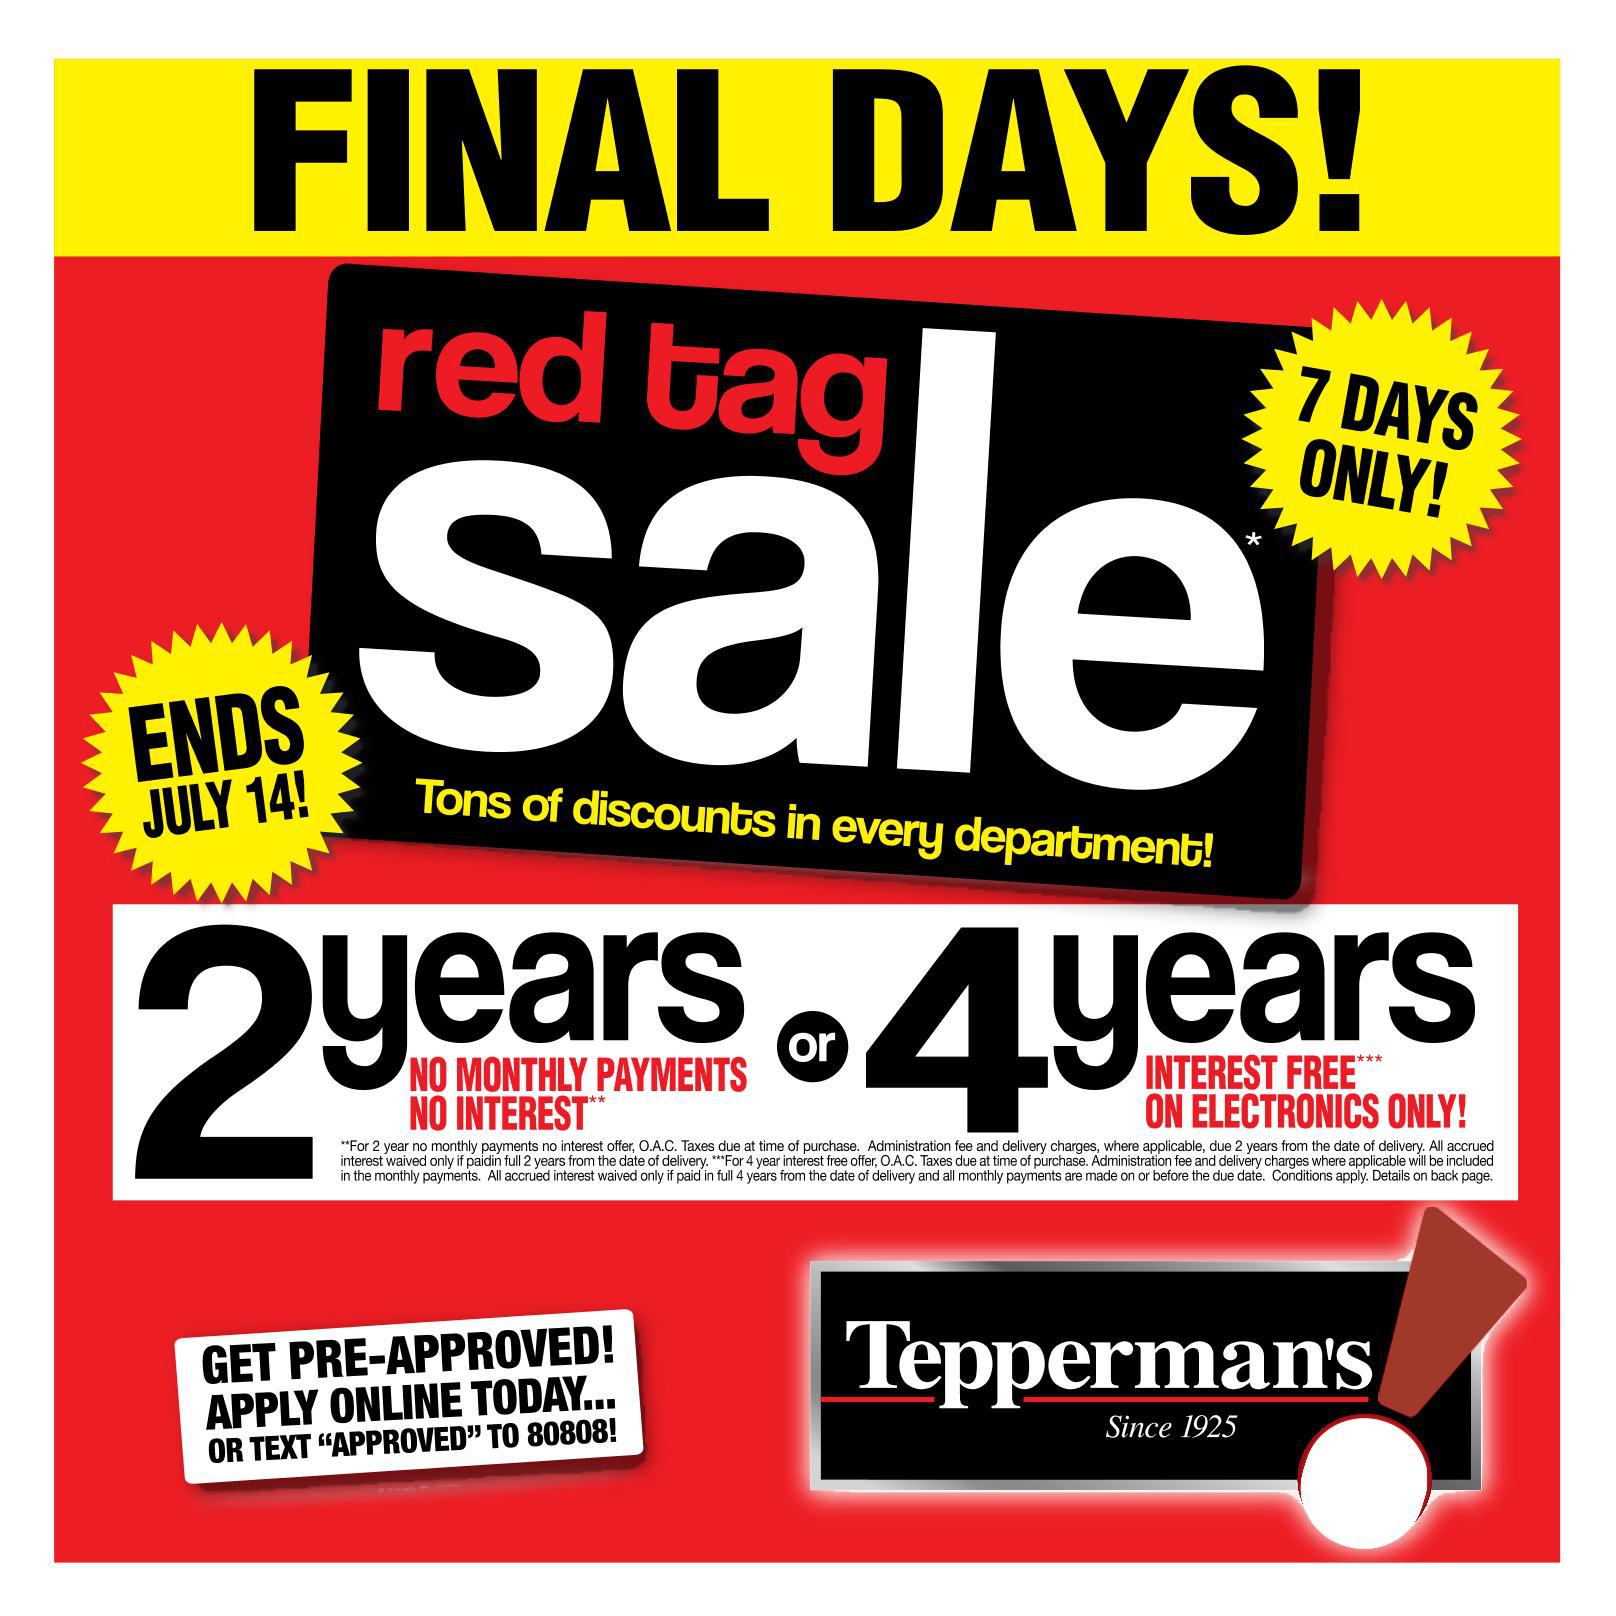 FINAL DAYS!
red tag
sale*
7 DAYS
ONLY!
ENDS
JULY 14!
Tons of discounts in every department!
2 years
NO MONTHLY PAYMENTS
NO INTEREST**
or
4 years
INTEREST FREE***
ON ELECTRONICS ONLY!
**For 2 year no monthly payments no interest offer, O.A.C. Taxes due at time of purchase. Administration fee and delivery charges, where applicable, due 2 years from the date of delivery. All accrued
interest waived only if paidin full 2 years from the date of delivery. ***For 4 year interest free offer, O.A.C. Taxes due at time of purchase. Administration fee and delivery charges where applicable will be included
in the monthly payments. All accrued interest waived only if paid in full 4 years from the date of delivery and all monthly payments are made on or before the due date. Conditions apply. Details on back page.
GET PRE-APPROVED!
APPLY ONLINE TODAY...
OR TEXT “APPROVED” TO 80808!
Tepperman's
Since 1925